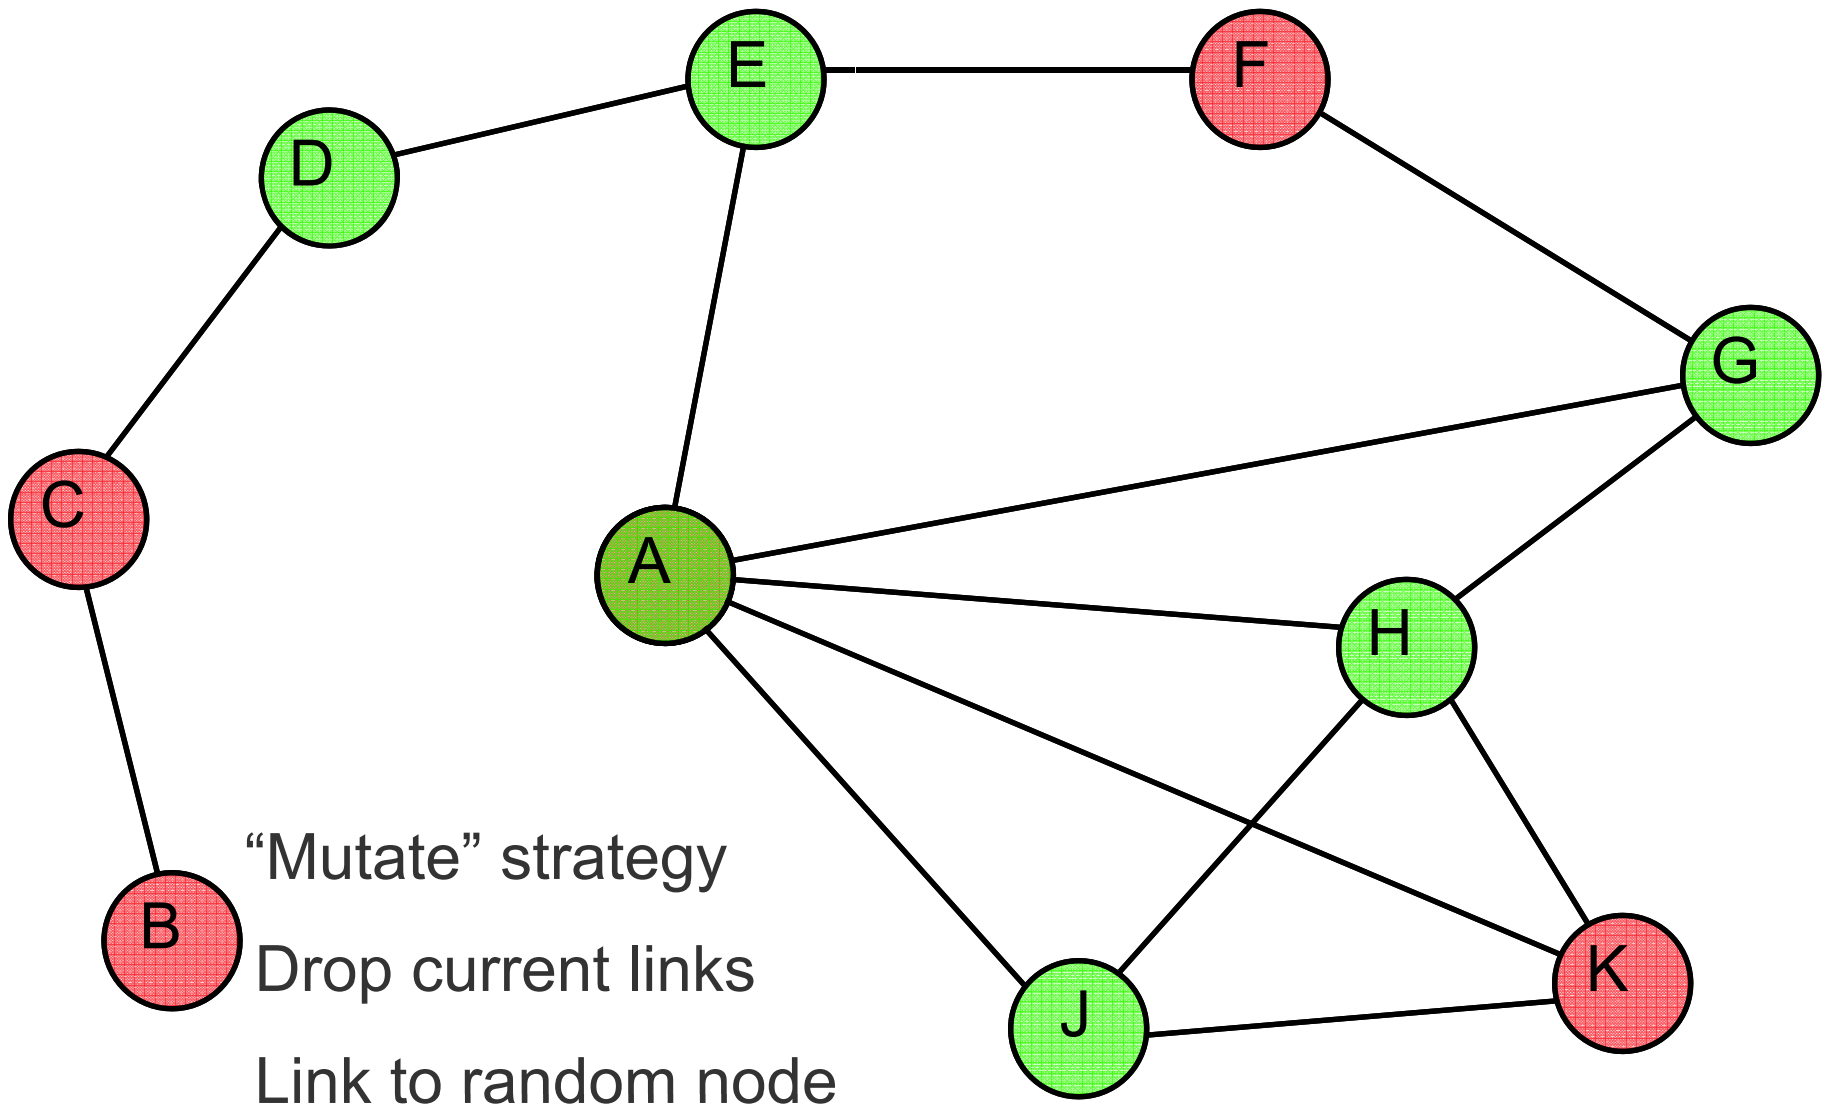 E
F
D
G
C
A
H
“Mutate” strategy
B
Drop current links
K
J
Link to random node